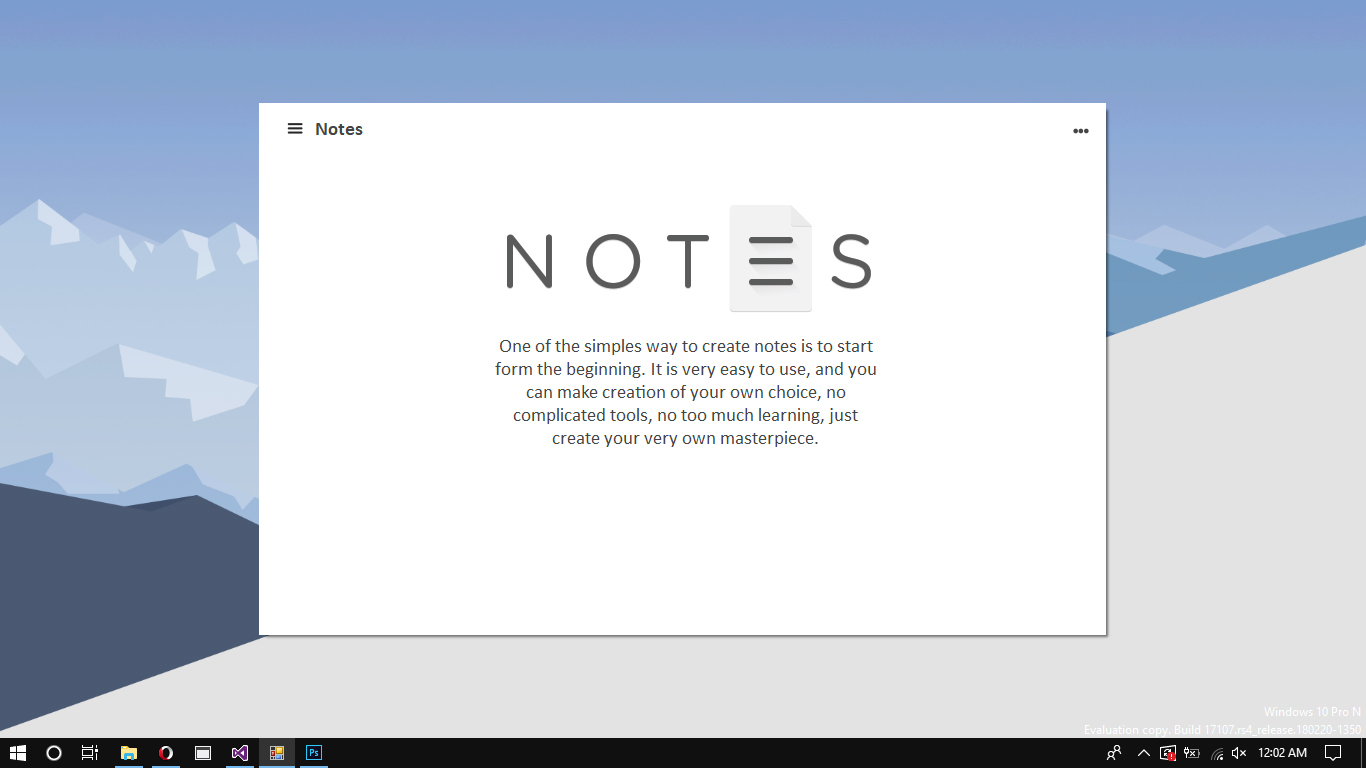 Notes
NOTES
One of the simples way to create notes is to start
form the beginning. It is very easy to use, and you
can make creation of your own choice, no
complicated tools, no too much learning, just
create your very own masterpiece.
Windows 10 Pro N
Evaluation copy. Build 17107.rs4_release.180220-1350
Ps
12:02 AM